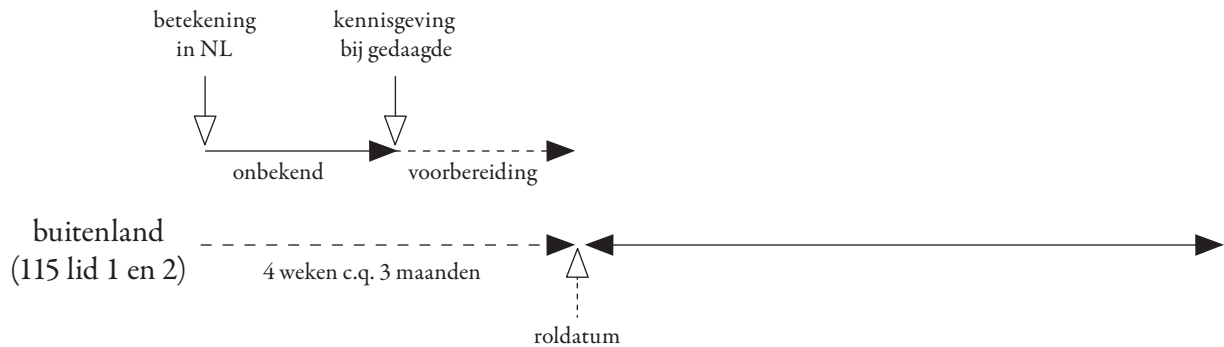 betekening
in NL
kennisgeving
bij gedaagde
onbekend
voorbereiding
buitenland
(115 lid 1 en 2)
4 weken c.q. 3 maanden
roldatum